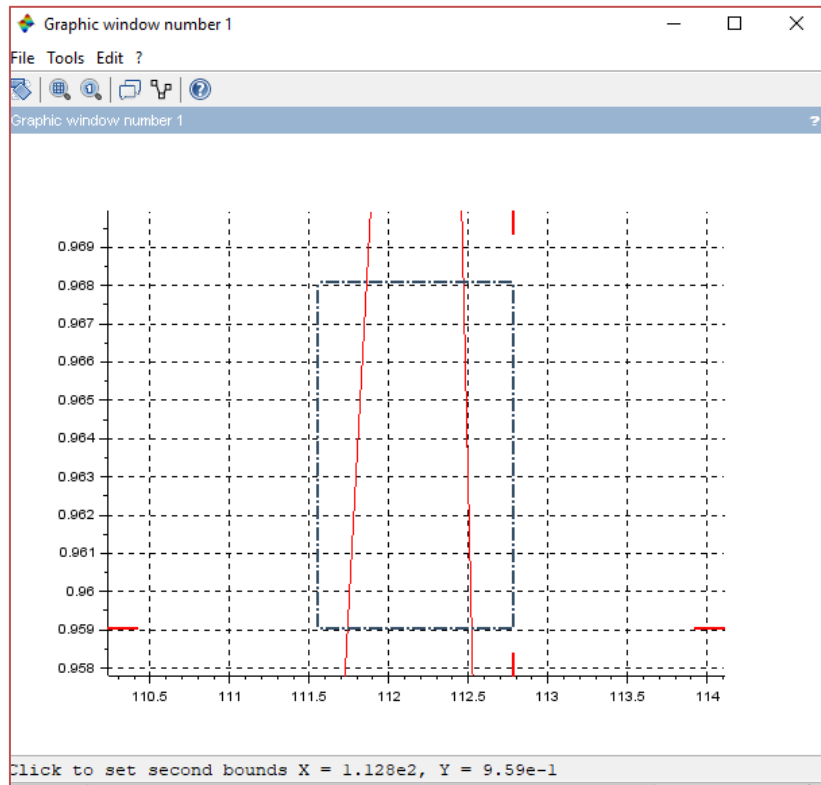 Graphic window number 1
File Tools Edit ?
Graphic window number 1 ?
0.969
0.968
0.967
0.966
0.965
0.964
0.963
0.962
0.961
0.96
0.959
0.958
110.5 111 111.5 112 112.5 113 113.5 114
Click to set second bounds X = 1.128e2, Y = 9.59e-1